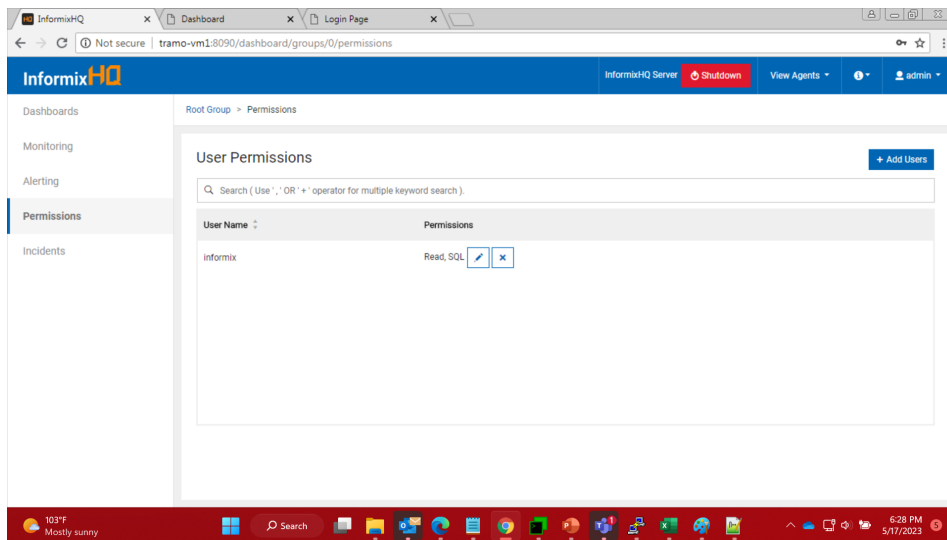 InformixHQ
Dashboard
Login Page
Not secure | tramo-vm1:8090/dashboard/groups/0/permissions
InformixHQ
InformixHQ Server
Shutdown
View Agents
admin
Dashboards
Monitoring
Alerting
Permissions
Incidents
Root Group > Permissions
User Permissions
+ Add Users
Search ( Use ' , ' OR ' + ' operator for multiple keyword search ).
User Name
Permissions
informix
Read, SQL
103°F
Mostly sunny
Search
6:28 PM
5/17/2023
5